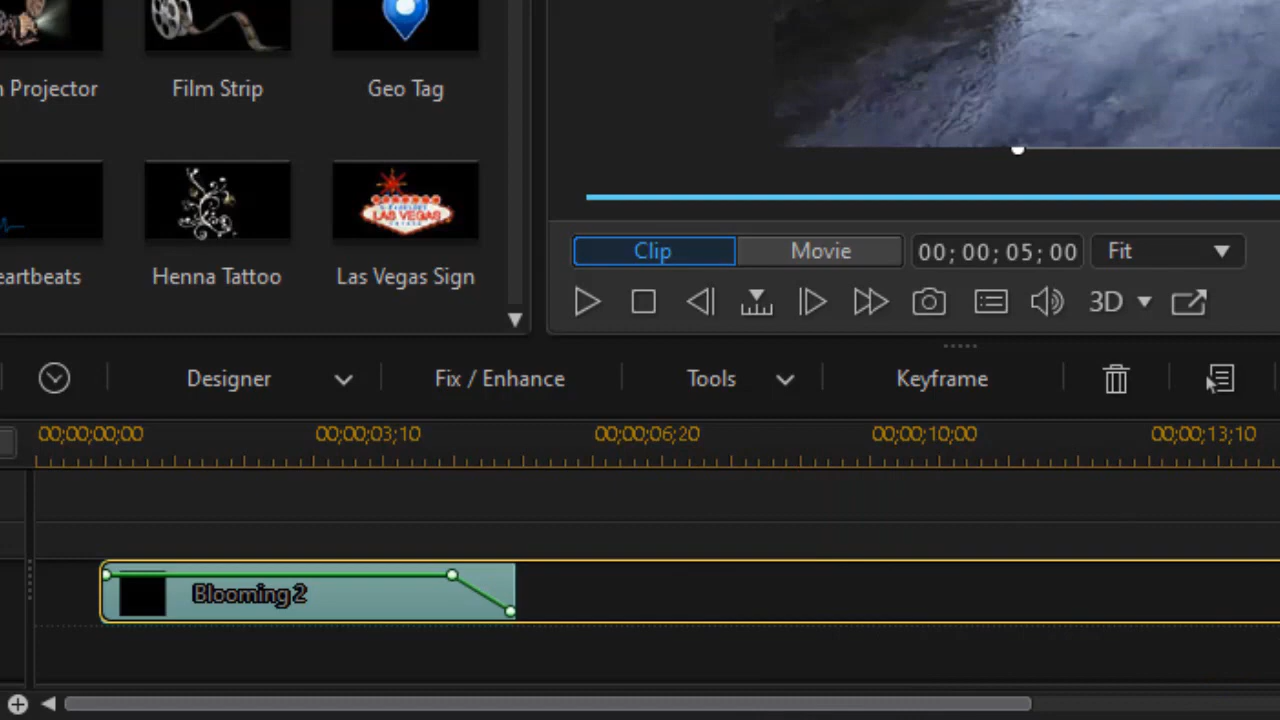 n Projector
Film Strip
Geo Tag
LAS VEGAS
eartbeats
Henna Tattoo
Las Vegas Sign
Clip
Movie
00; 00; 05; 00
Fit
3D
Designer
Fix / Enhance
Tools
Keyframe
00;00;00;00
00;00;03;10
00;00;06;20
00;00;10;00
00;00;13;10
Blooming 2